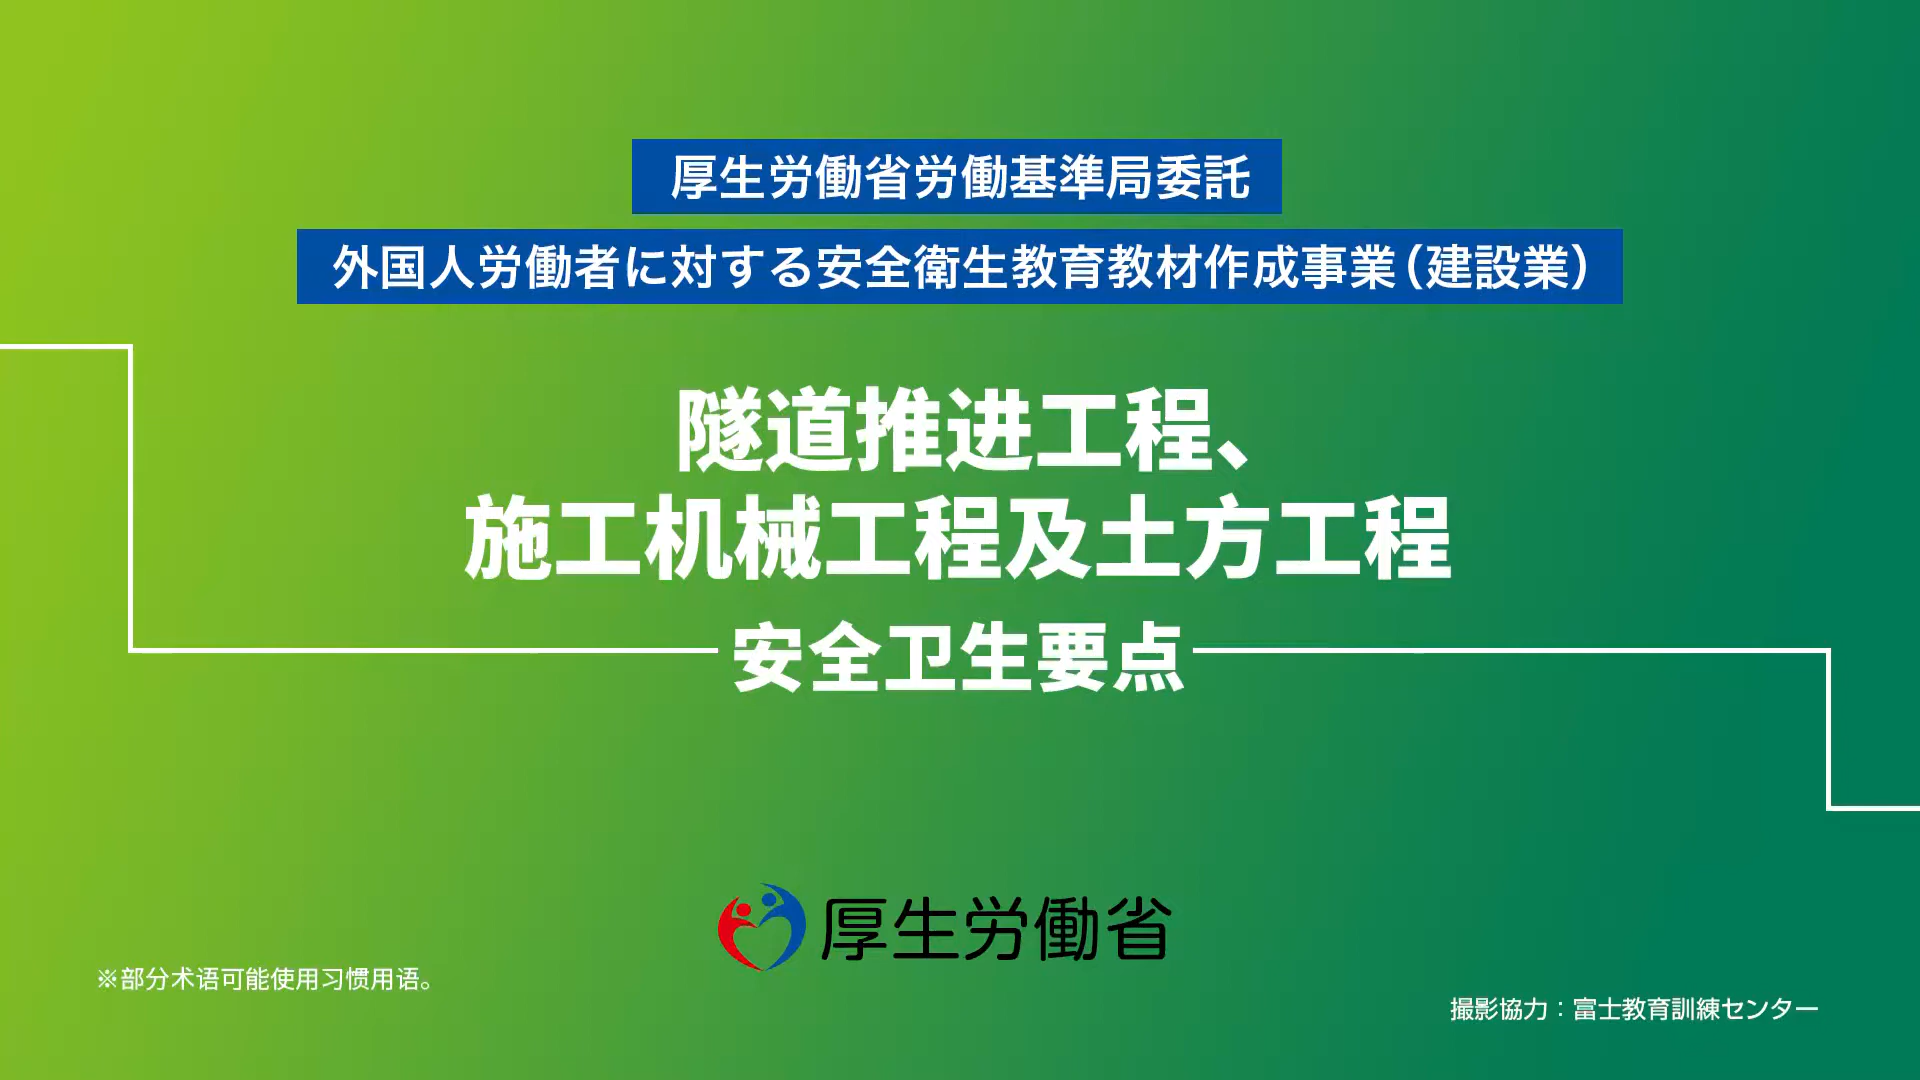 厚生労働省労働基準局委託
外国人労働者に対する安全衛生教育教材作成事業（建設業）
隧道推进工程、
施工机械工程及土方工程
安全卫生要点
厚生労働省
※部分术语可能使用习惯用语。
撮影協力：富士教育訓練センター